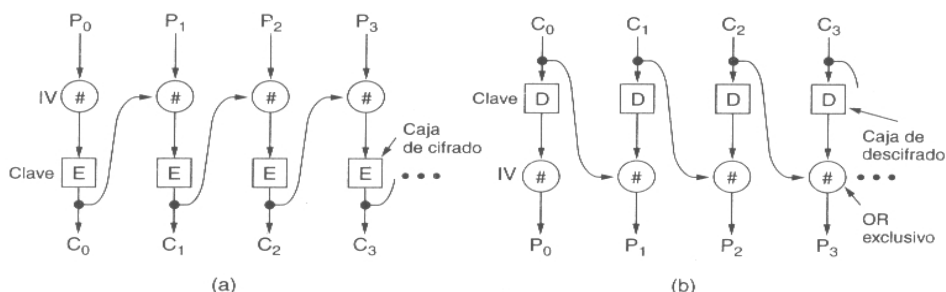 P0 P1 P2 P3
IV # # # #
Caja
de cifrado
Clave E E E E
C0 C1 C2 C3
(a)
C0 C1 C2 C3
Clave D D D D
Caja de
descifrado
IV # # # #
OR
exclusivo
P0 P1 P2 P3
(b)